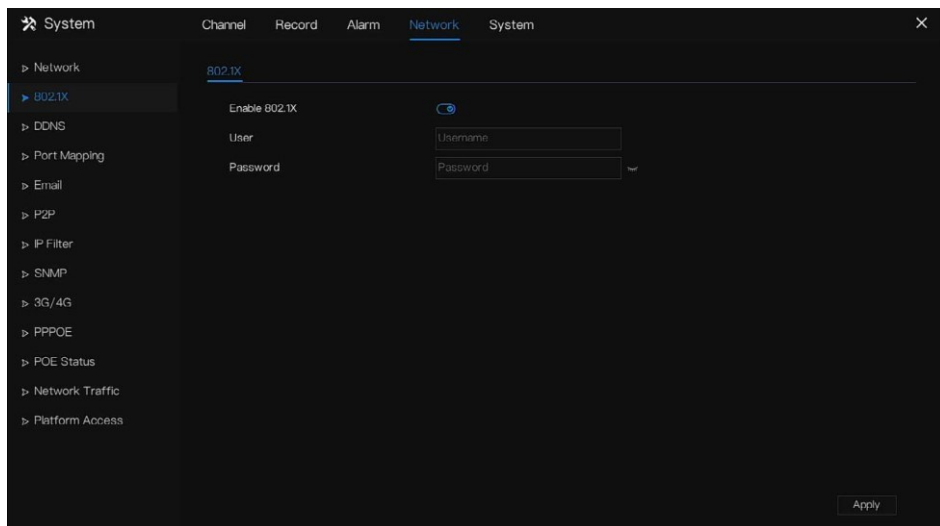 System
Channel Record Alarm Network System
Network
802.1X
DDNS
Port Mapping
Email
P2P
IP Filter
SNMP
3G/4G
PPPOE
POE Status
Network Traffic
Platform Access
802.1X
Enable 802.1X
User Username
Password Password
Apply